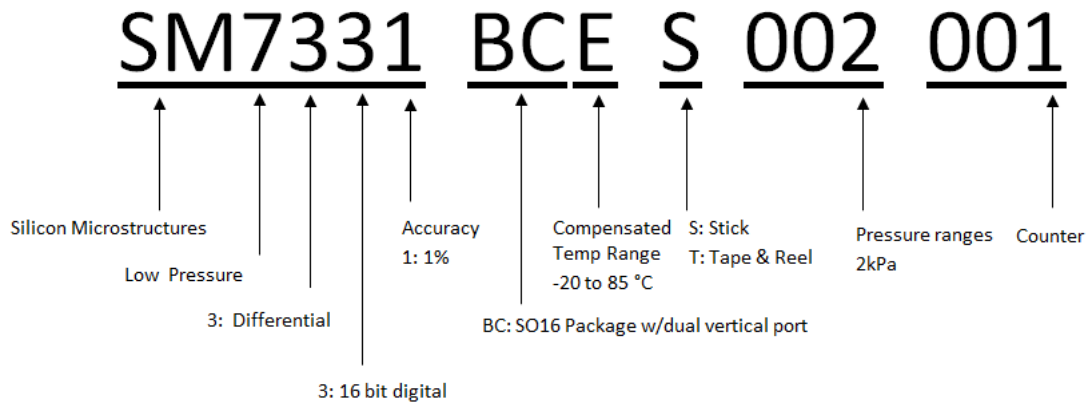 SM7331 BCE S 002 001
Silicon Microstructures
Low Pressure
3: Differential
3: 16 bit digital
Accuracy
1: 1%
BC: SO16 Package w/dual vertical port
Compensated
Temp Range
-20 to 85 °C
S: Stick
T: Tape & Reel
Pressure ranges
2kPa
Counter